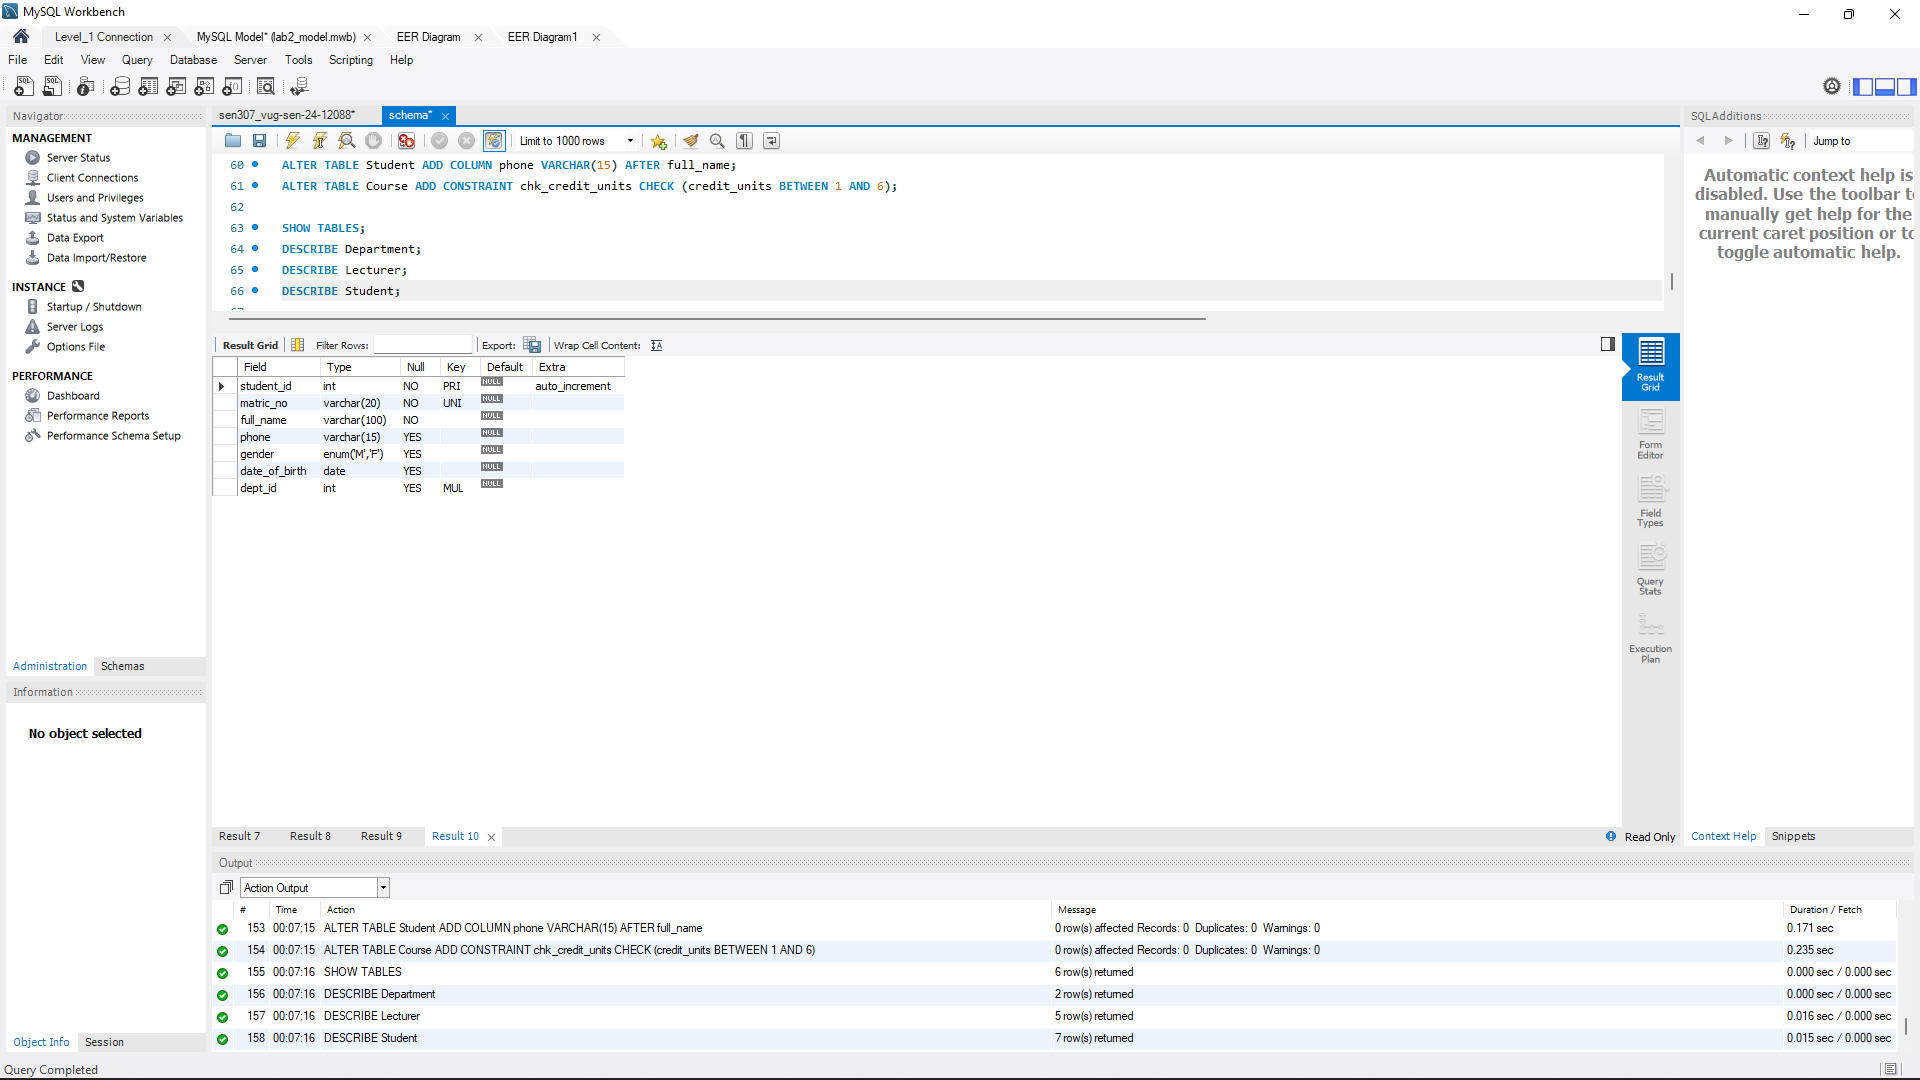 MySQL Workbench
Level_1 Connection
MySQL Model* (lab2_model.mwb)
EER Diagram
EER Diagram1
File Edit View Query Database Server Tools Scripting Help
Navigator
MANAGEMENT
Server Status
Client Connections
Users and Privileges
Status and System Variables
Data Export
Data Import/Restore
INSTANCE
Startup / Shutdown
Server Logs
Options File
PERFORMANCE
Dashboard
Performance Reports
Performance Schema Setup
Administration Schemas
Information
No object selected
Object Info Session
sen307_vug-sen-24-12088* schema*
Limit to 1000 rows
60 ALTER TABLE Student ADD COLUMN phone VARCHAR(15) AFTER full_name;
61 ALTER TABLE Course ADD CONSTRAINT chk_credit_units CHECK (credit_units BETWEEN 1 AND 6);
62
63 SHOW TABLES;
64 DESCRIBE Department;
65 DESCRIBE Lecturer;
66 DESCRIBE Student;
Result Grid Filter Rows: Export: Wrap Cell Content:
Field Type Null Key Default Extra
student_id int NO PRI NULL auto_increment
matric_no varchar(20) NO UNI NULL
full_name varchar(100) NO NULL
phone varchar(15) YES NULL
gender enum('M','F') YES NULL
date_of_birth date YES NULL
dept_id int YES MUL NULL
Result Grid
Form Editor
Field Types
Query Stats
Execution Plan
Result 7 Result 8 Result 9 Result 10
Read Only
SQLAdditions
Jump to
Automatic context help is
disabled. Use the toolbar t
manually get help for the
current caret position or to
toggle automatic help.
Context Help Snippets
Output
Action Output
# Time Action Message Duration / Fetch
153 00:07:15 ALTER TABLE Student ADD COLUMN phone VARCHAR(15) AFTER full_name 0 row(s) affected Records: 0 Duplicates: 0 Warnings: 0 0.171 sec
154 00:07:15 ALTER TABLE Course ADD CONSTRAINT chk_credit_units CHECK (credit_units BETWEEN 1 AND 6) 0 row(s) affected Records: 0 Duplicates: 0 Warnings: 0 0.235 sec
155 00:07:16 SHOW TABLES 6 row(s) returned 0.000 sec / 0.000 sec
156 00:07:16 DESCRIBE Department 2 row(s) returned 0.000 sec / 0.000 sec
157 00:07:16 DESCRIBE Lecturer 5 row(s) returned 0.016 sec / 0.000 sec
158 00:07:16 DESCRIBE Student 7 row(s) returned 0.015 sec / 0.000 sec
Query Completed